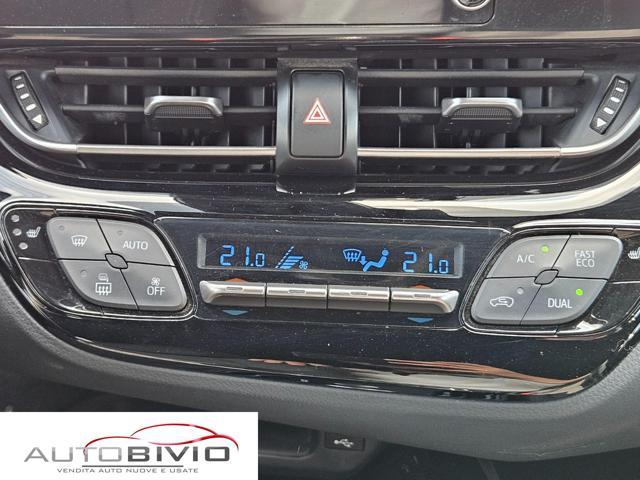 AUTO
OFF
21.0
21.0
A/C
FAST
ECO
DUAL
AUTOBIVIO
VENDITA AUTO NUOVE E USATE